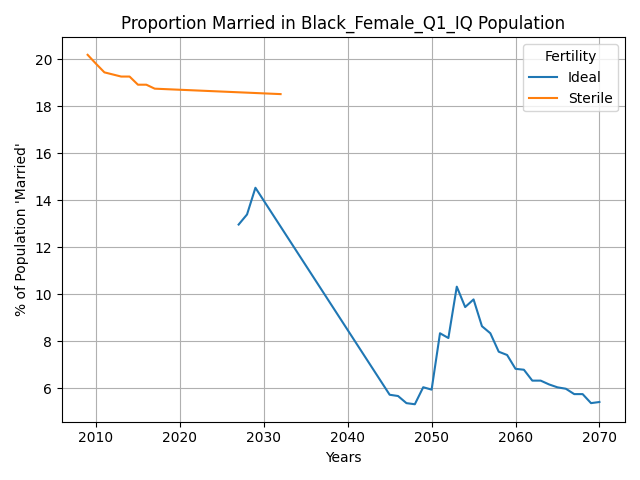 Proportion Married in Black_Female_Q1_IQ Population
% of Population 'Married'
20
18
16
14
12
10
8
6
Fertility
Ideal
Sterile
2010 2020 2030 2040 2050 2060 2070
Years